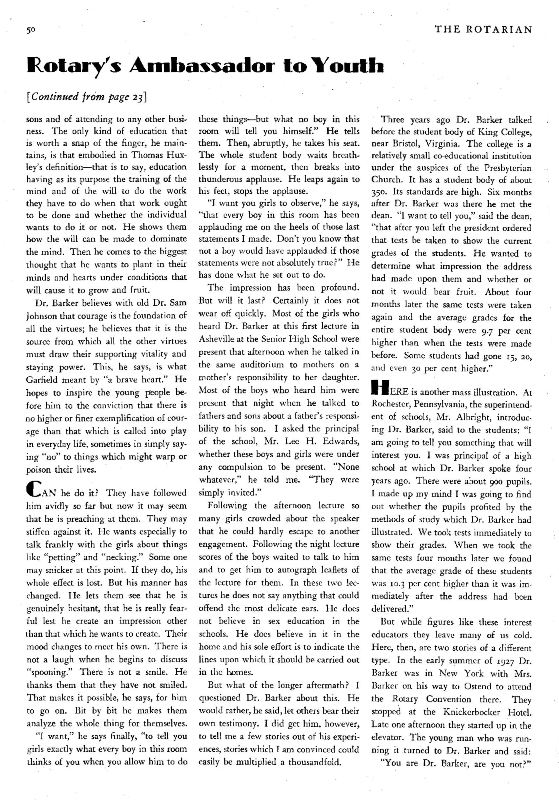 50
THE ROTARIAN
Rotary's Ambassador to Youth
[Continued from page 23]
sons and of attending to any other busi-
ness. The only kind of education that
is worth a snap of the finger, he main-
tains, is that embodied in Thomas Hux-
ley's definition—that is to say, education
having as its purpose the training of the
mind and of the will to do the work
they have to do when that work ought
to be done and whether the individual
wants to do it or not. He shows them
how the will can be made to dominate
the mind. Then he comes to the biggest
thought that he wants to plant in their
minds and hearts under conditions that
will cause it to grow and fruit.
Dr. Barker believes with old Dr. Sam
Johnson that courage is the foundation of
all the virtues; he believes that it is the
source from which all the other virtues
must draw their supporting vitality and
staying power. This, he says, is what
Garfield meant by "a brave heart." He
hopes to inspire the young people be-
fore him to the conviction that there is
no higher or finer exemplification of cour-
age than that which is called into play
in everyday life, sometimes in simply say-
ing "no" to things which might warp or
poison their lives.
CAN he do it? They have followed
him avidly so far but now it may seem
that he is preaching at them. They may
stiffen against it. He wants especially to
talk frankly with the girls about things
like "petting" and "necking." Some one
may snicker at this point. If they do, his
whole effect is lost. But his manner has
changed. He lets them see that he is
genuinely hesitant, that he is really fear-
ful lest he create an impression other
than that which he wants to create. Their
mood changes to meet his own. There is
not a laugh when he begins to discuss
"spooning." There is not a smile. He
thanks them that they have not smiled.
That makes it possible, he says, for him
to go on. Bit by bit he makes them
analyze the whole thing for themselves.
"I want," he says finally, "to tell you
girls exactly what every boy in this room
thinks of you when you allow him to do
these things—but what no boy in this
room will tell you himself." He tells
them. Then, abruptly, he takes his seat.
The whole student body waits breath-
lessly for a moment, then breaks into
thunderous applause. He leaps again to
his feet, stops the applause.
"I want you girls to observe," he says,
"that every boy in this room has been
applauding me on the heels of those last
statements I made. Don't you know that
not a boy would have applauded if those
statements were not absolutely true?" He
has done what he set out to do.
The impression has been profound.
But will it last? Certainly it does not
wear off quickly. Most of the girls who
heard Dr. Barker at this first lecture in
Asheville at the Senior High School were
present that afternoon when he talked in
the same auditorium to mothers on a
mother's responsibility to her daughter.
Most of the boys who heard him were
present that night when he talked to
fathers and sons about a father's responsi-
bility to his son. I asked the principal
of the school, Mr. Lee H. Edwards,
whether these boys and girls were under
any compulsion to be present. "None
whatever," he told me. "They were
simply invited."
Following the afternoon lecture so
many girls crowded about the speaker
that he could hardly escape to another
engagement. Following the night lecture
scores of the boys waited to talk to him
and to get him to autograph leaflets of
the lecture for them. In these two lec-
tures he does not say anything that could
offend the most delicate ears. He does
not believe in sex education in the
schools. He does believe in it in the
home and his sole effort is to indicate the
lines upon which it should be carried out
in the homes.
But what of the longer aftermath? I
questioned Dr. Barker about this. He
would rather, he said, let others bear their
own testimony. I did get him, however,
to tell me a few stories out of his experi-
ences, stories which I am convinced could
easily be multiplied a thousandfold.
Three years ago Dr. Barker talked
before the student body of King College,
near Bristol, Virginia. The college is a
relatively small co-educational institution
under the auspices of the Presbyterian
Church. It has a student body of about
350. Its standards are high. Six months
after Dr. Barker was there he met the
dean. "I want to tell you," said the dean,
"that after you left the president ordered
that tests be taken to show the current
grades of the students. He wanted to
determine what impression the address
had made upon them and whether or
not it would bear fruit. About four
months later the same tests were taken
again and the average grades for the
entire student body were 9.7 per cent
higher than when the tests were made
before. Some students had gone 15, 20,
and even 30 per cent higher."
HERE is another mass illustration. At
Rochester, Pennsylvania, the superintend-
ent of schools, Mr. Albright, introduc-
ing Dr. Barker, said to the students: "I
am going to tell you something that will
interest you. I was principal of a high
school at which Dr. Barker spoke four
years ago. There were about 900 pupils.
I made up my mind I was going to find
out whether the pupils profited by the
methods of study which Dr. Barker had
illustrated. We took tests immediately to
show their grades. When we took the
same tests four months later we found
that the average grade of these students
was 10.3 per cent higher than it was im-
mediately after the address had been
delivered."
But while figures like these interest
educators they leave many of us cold.
Here, then, are two stories of a different
type. In the early summer of 1927 Dr.
Barker was in New York with Mrs.
Barker on his way to Ostend to attend
the Rotary Convention there. They
stopped at the Knickerbocker Hotel.
Late one afternoon they started up in the
elevator. The young man who was run-
ning it turned to Dr. Barker and said:
"You are Dr. Barker, are you not?"